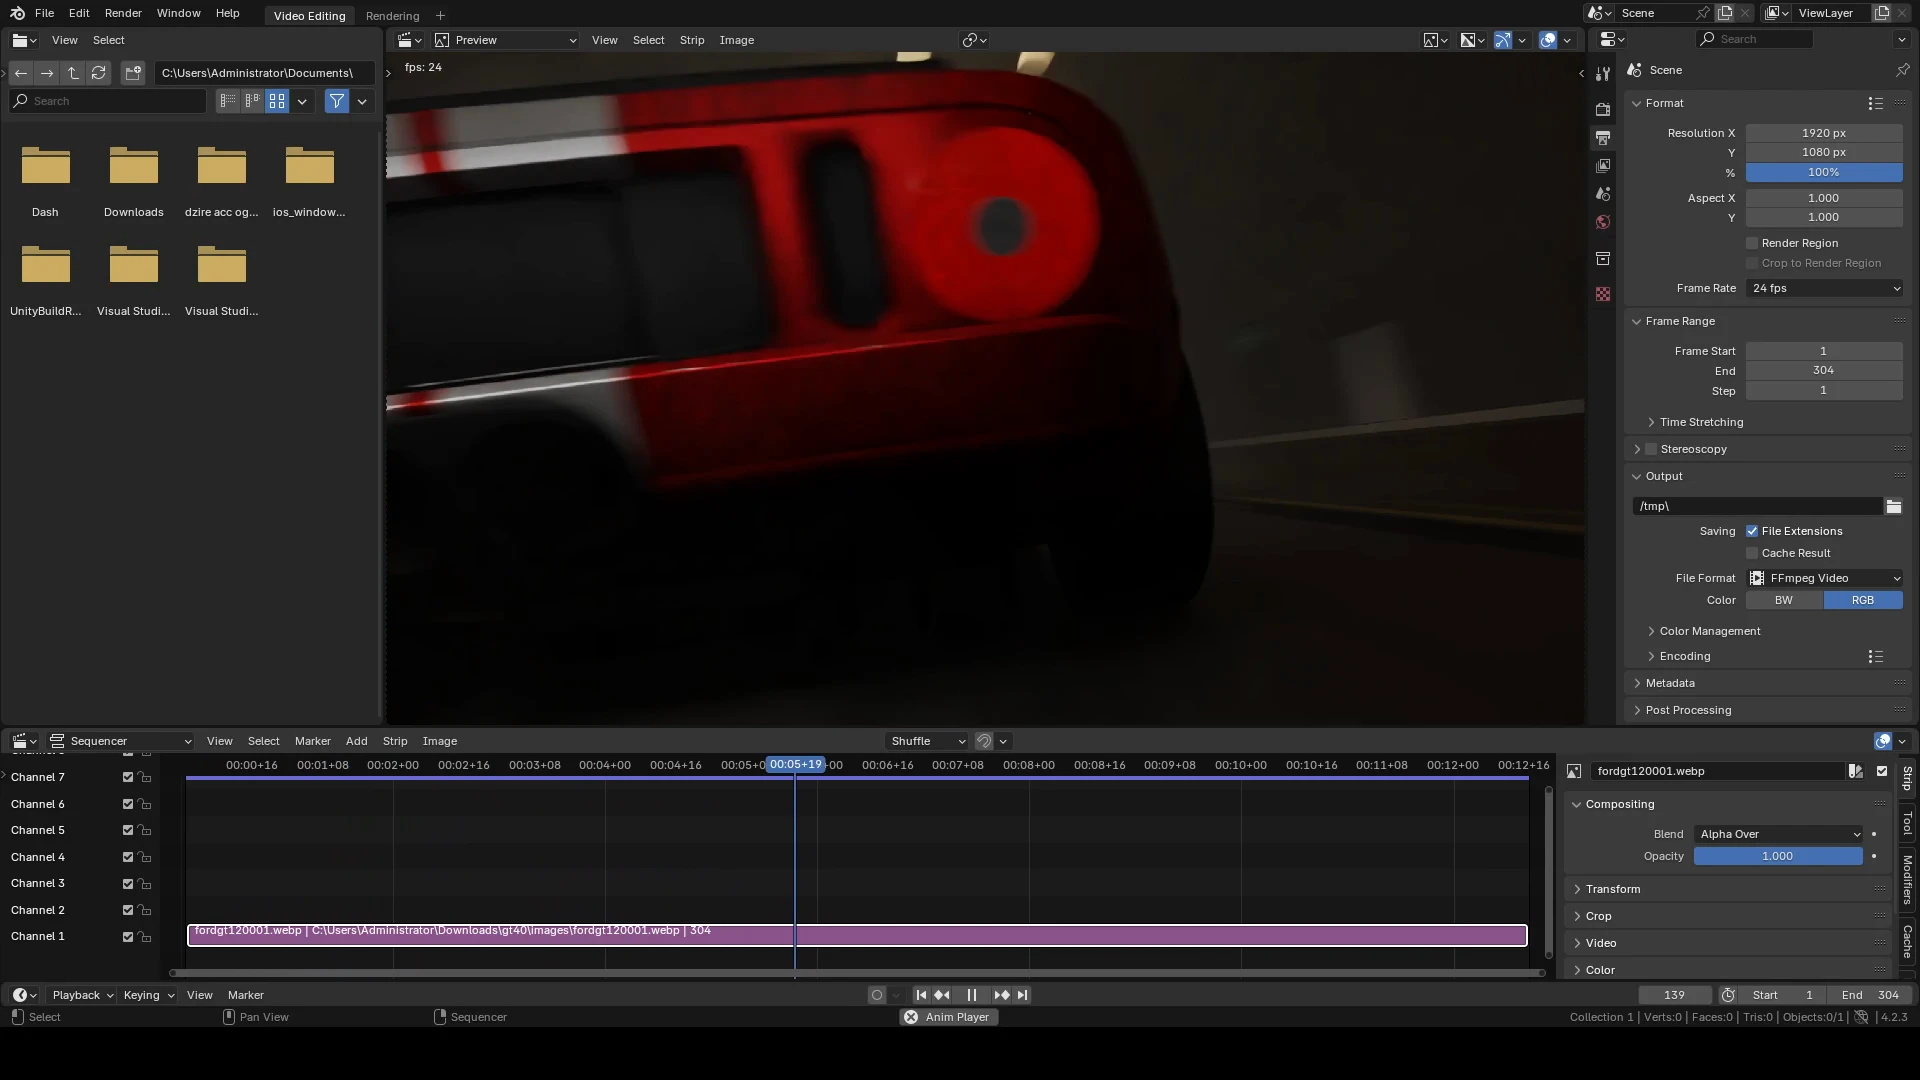 File Edit Render Window Help
Video Editing Rendering +
Scene ViewLayer
View Select
Preview View Select Strip Image
Search
C:\Users\Administrator\Documents\
fps: 24
Search
Dash Downloads dzire acc og... ios_window...
UnityBuildR... Visual Studi... Visual Studi...
Scene
Format
Resolution X 1920 px
Y 1080 px
% 100%
Aspect X 1.000
Y 1.000
Render Region
Crop to Render Region
Frame Rate 24 fps
Frame Range
Frame Start 1
End 304
Step 1
Time Stretching
Stereoscopy
Output
/tmp\
Saving File Extensions
Cache Result
File Format FFmpeg Video
Color BW RGB
Color Management
Encoding
Metadata
Post Processing
Sequencer View Select Marker Add Strip Image Shuffle
00:00+16 00:01+08 00:02+00 00:02+16 00:03+08 00:04+00 00:04+16 00:05+0 00:05+19 +00 00:06+16 00:07+08 00:08+00 00:08+16 00:09+08 00:10+00 00:10+16 00:11+08 00:12+00 00:12+16
Channel 7
Channel 6
Channel 5
Channel 4
Channel 3
Channel 2
Channel 1
fordgt120001.webp | C:\Users\Administrator\Downloads\gt40\images\fordgt120001.webp | 304
fordgt120001.webp
Compositing
Blend Alpha Over
Opacity 1.000
Transform
Crop
Video
Color
Strip
Tool
Modifiers
Cache
Playback Keying View Marker
139 Start 1 End 304
Select Pan View Sequencer Anim Player
Collection 1 | Verts:0 | Faces:0 | Tris:0 | Objects:0/1 | 4.2.3